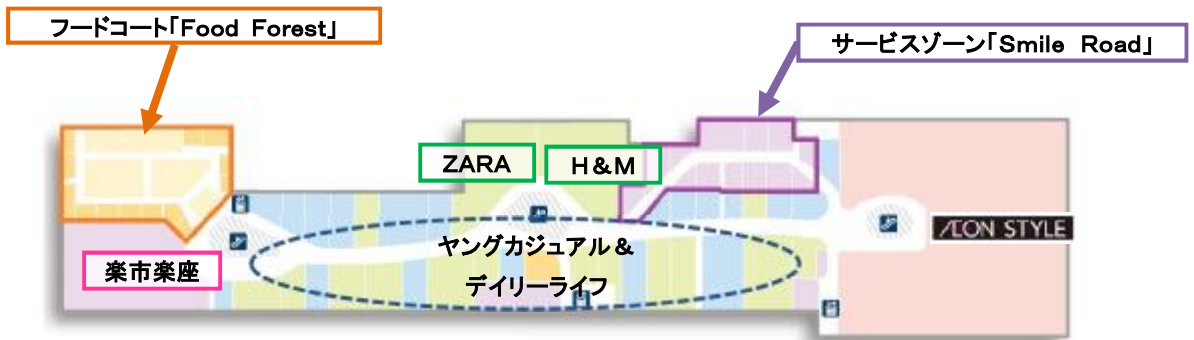 フードコート「Food Forest」
サービスゾーン「Smile Road」
ZARA
H&M
ヤングカジュアル&
デイリーライフ
楽市楽座
ÆON STYLE